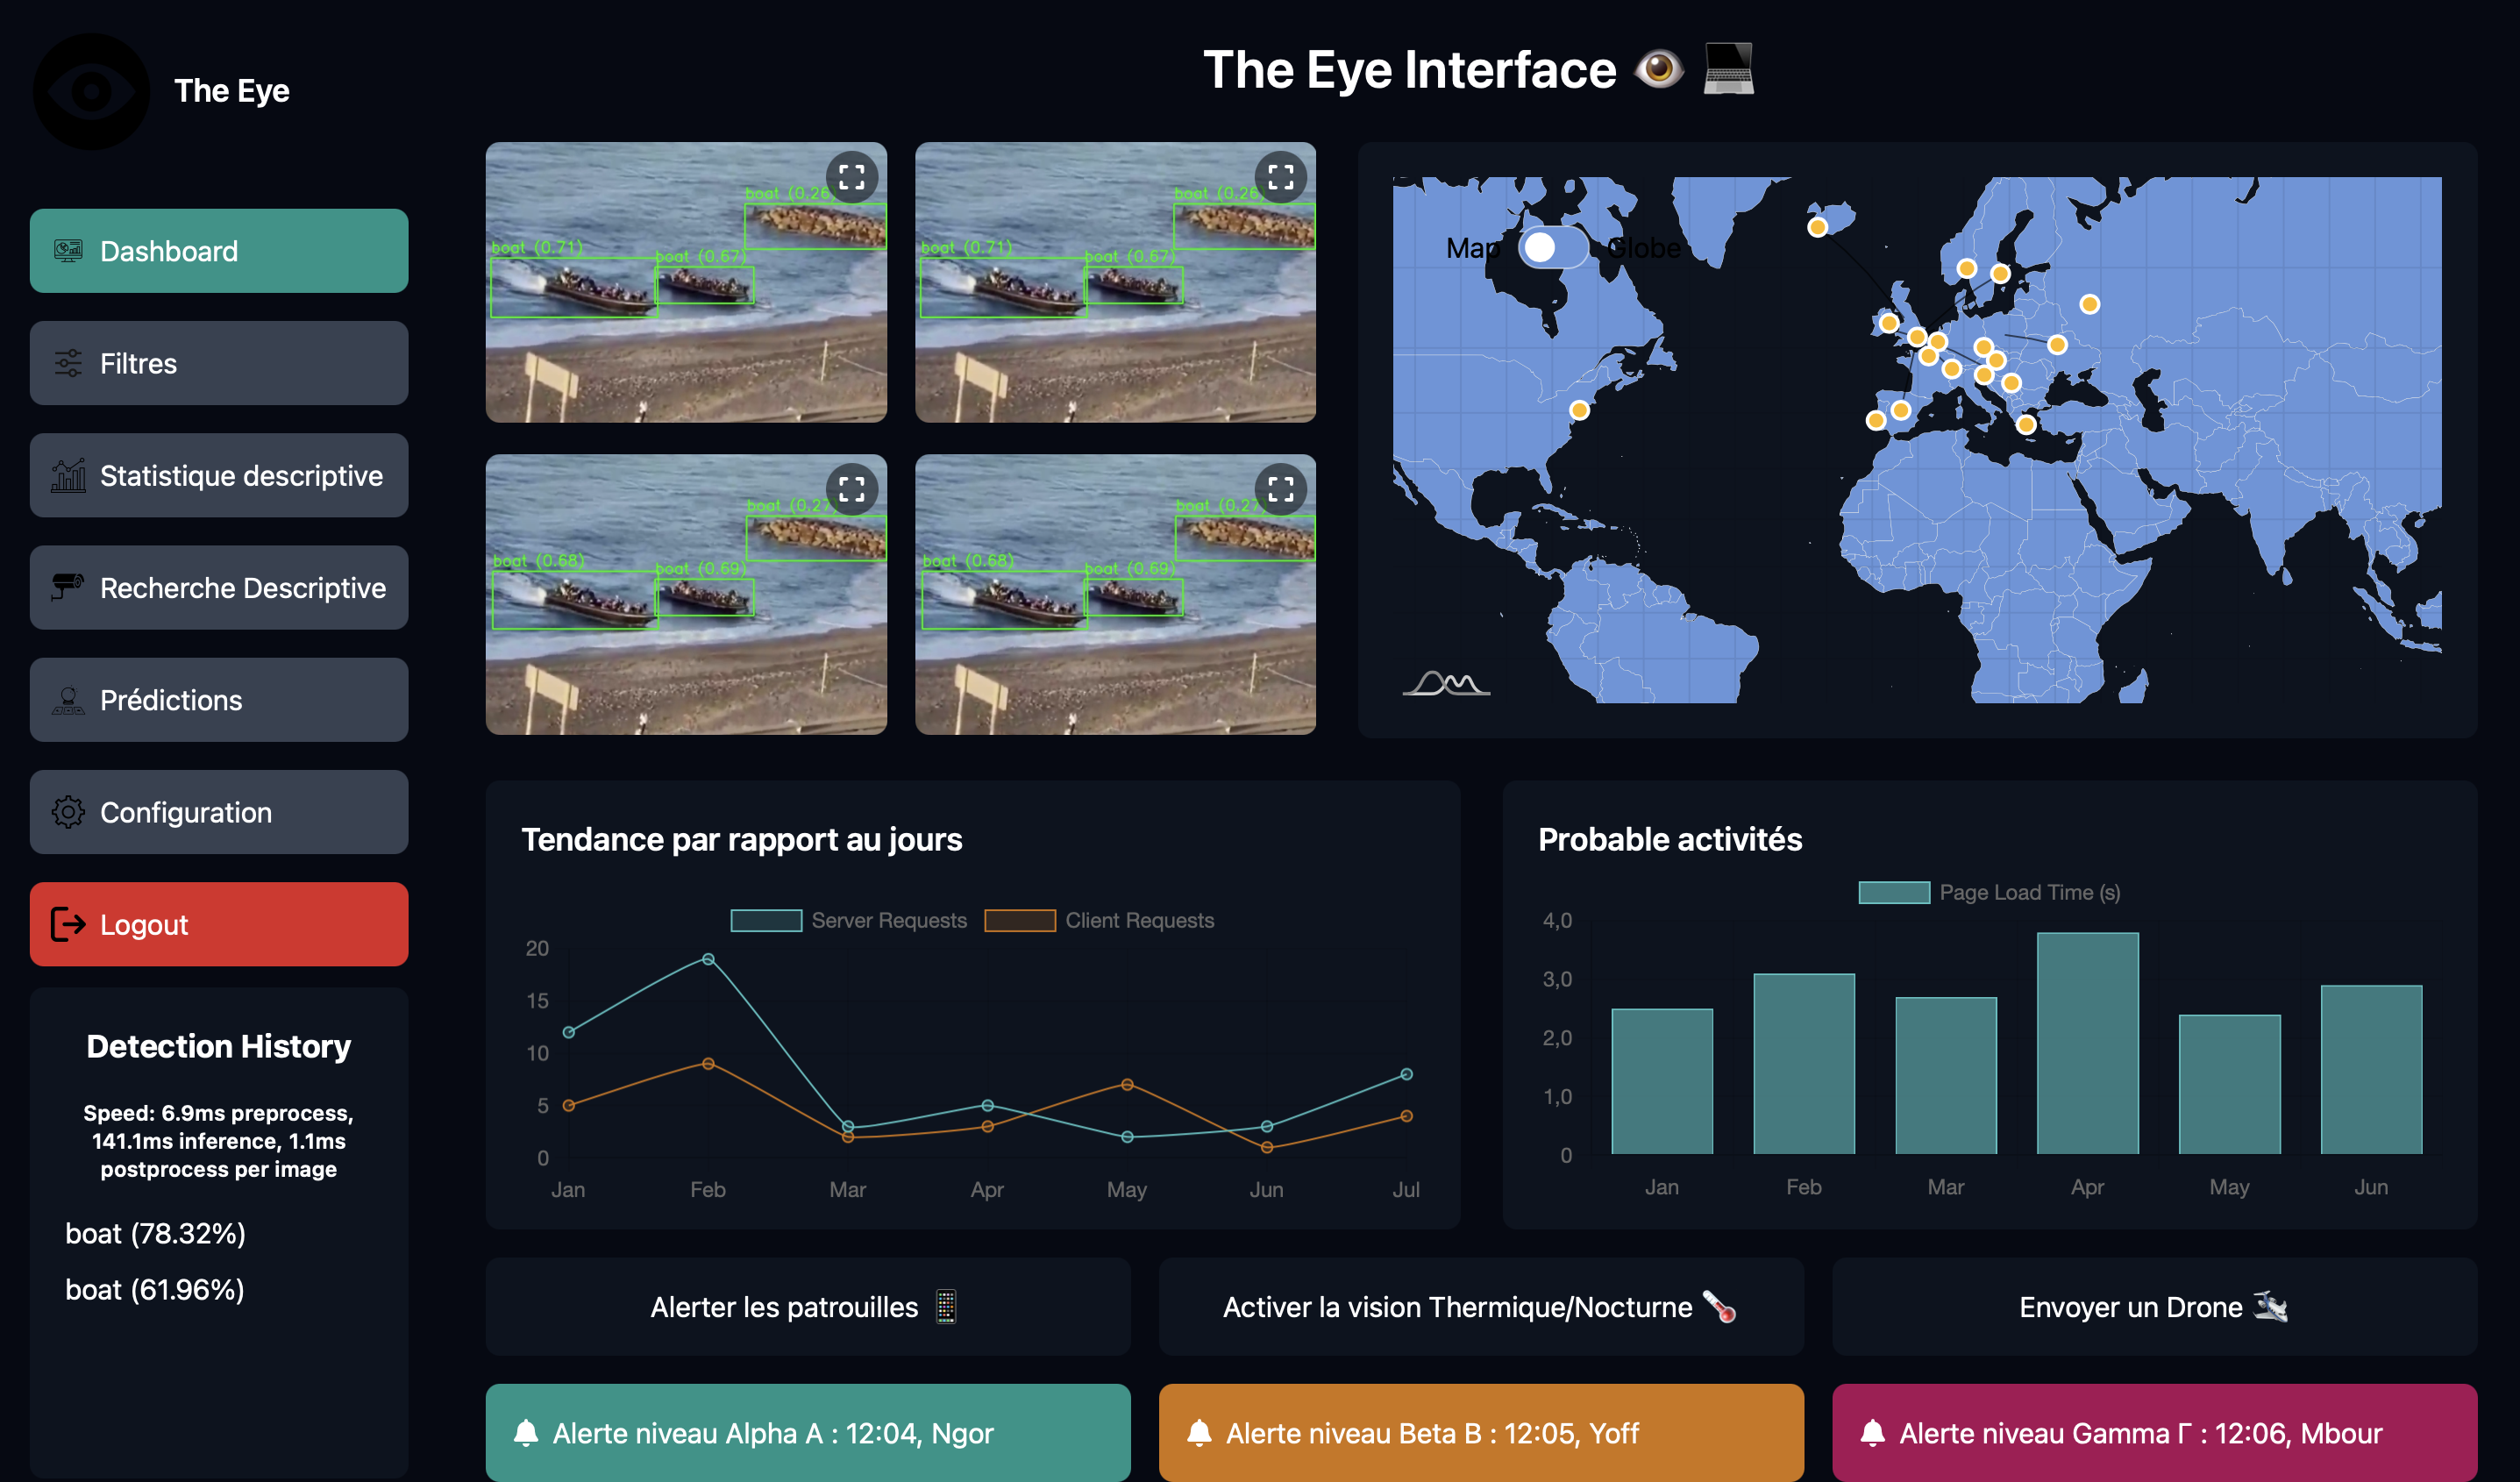 The Eye
Dashboard
Filtres
Statistique descriptive
Recherche Descriptive
Prédictions
Configuration
Logout
Detection History
Speed: 6.9ms preprocess,
141.1ms inference, 1.1ms
postprocess per image
boat (78.32%)
boat (61.96%)
The Eye Interface
boat (0.26)
boat (0.71)
boat (0.67)
boat (0.26)
boat (0.71)
boat (0.67)
boat (0.27)
boat (0.68)
boat (0.69)
boat (0.27)
boat (0.68)
boat (0.69)
Map
Globe
Tendance par rapport au jours
Server Requests
Client Requests
20
15
10
5
0
Jan
Feb
Mar
Apr
May
Jun
Jul
Probable activités
Page Load Time (s)
4,0
3,0
2,0
1,0
0
Jan
Feb
Mar
Apr
May
Jun
Alerter les patrouilles
Activer la vision Thermique/Nocturne
Envoyer un Drone
Alerte niveau Alpha Α : 12:04, Ngor
Alerte niveau Beta Β : 12:05, Yoff
Alerte niveau Gamma Γ : 12:06, Mbour